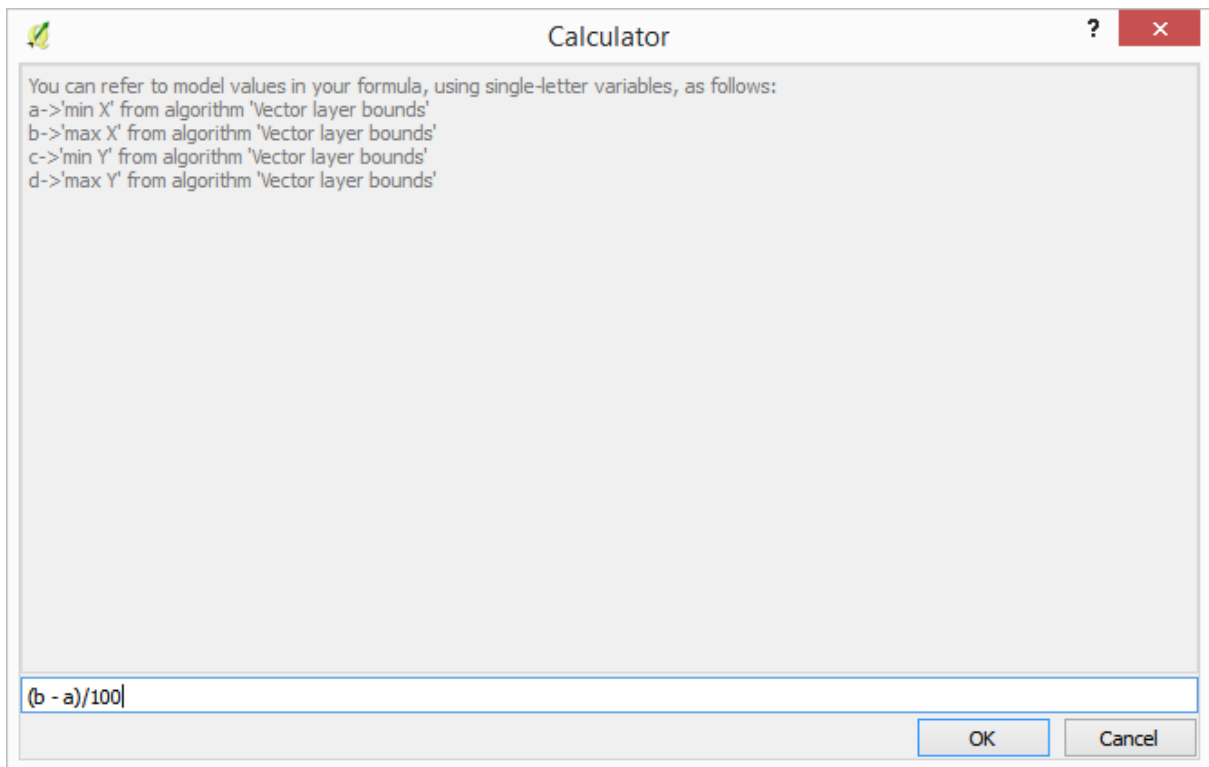 Calculator
?
×
You can refer to model values in your formula, using single-letter variables, as follows:
a->'min X' from algorithm 'Vector layer bounds'
b->'max X' from algorithm 'Vector layer bounds'
c->'min Y' from algorithm 'Vector layer bounds'
d->'max Y' from algorithm 'Vector layer bounds'
(b - a)/100
OK
Cancel